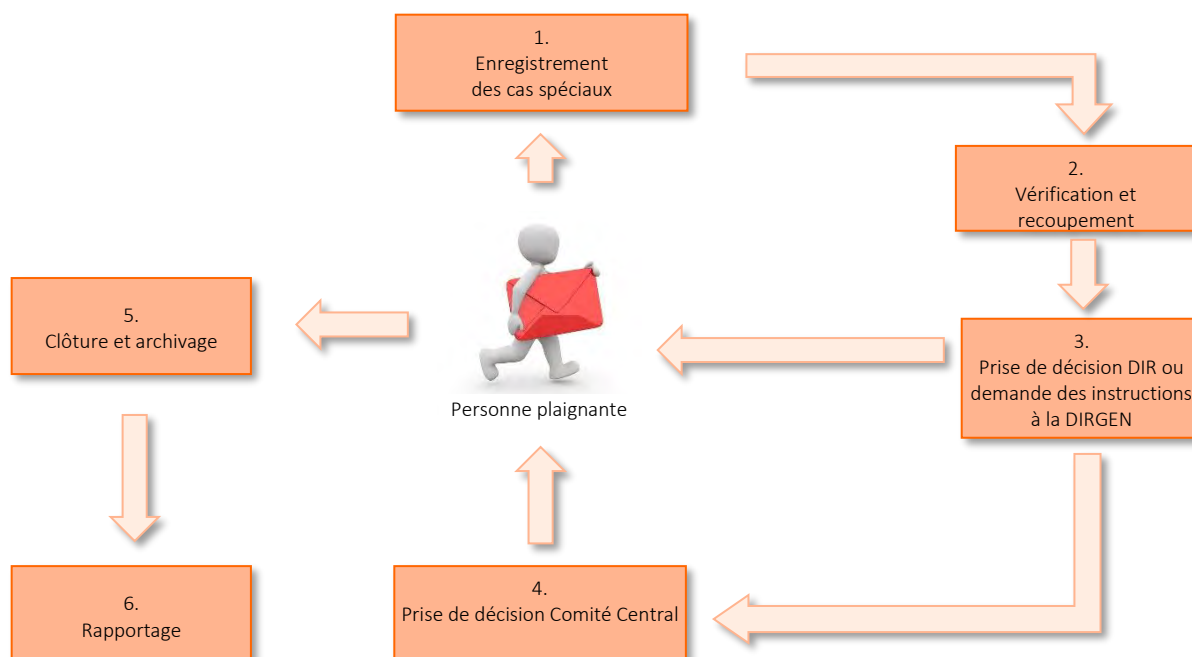 1.
Enregistrement
des cas spéciaux
2.
Vérification et
recoupement
3.
Prise de décision DIR ou
demande des instructions
à la DIRGEN
Personne plaignante
4.
Prise de décision Comité Central
5.
Clôture et archivage
6.
Rapportage